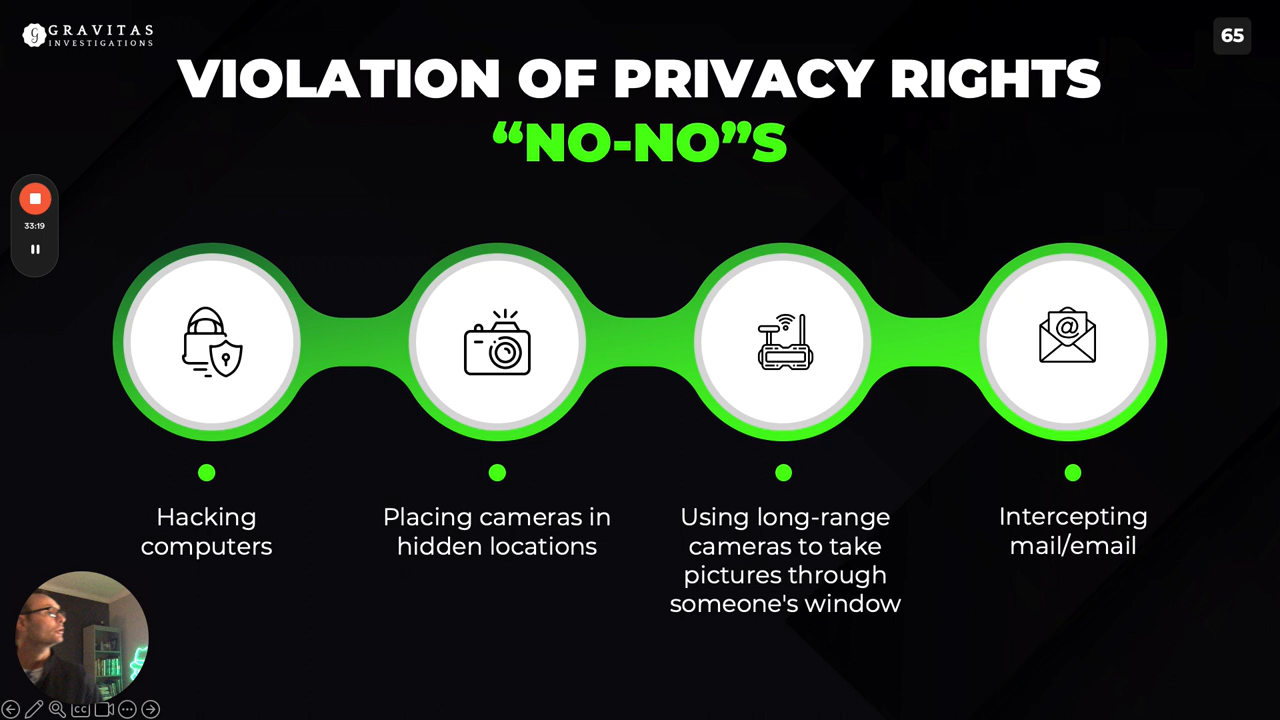 GRAVITAS
INVESTIGATIONS
65
VIOLATION OF PRIVACY RIGHTS
“NO-NO”S
33:19
Hacking
computers
Placing cameras in
hidden locations
Using long-range
cameras to take
pictures through
someone's window
Intercepting
mail/email
CC